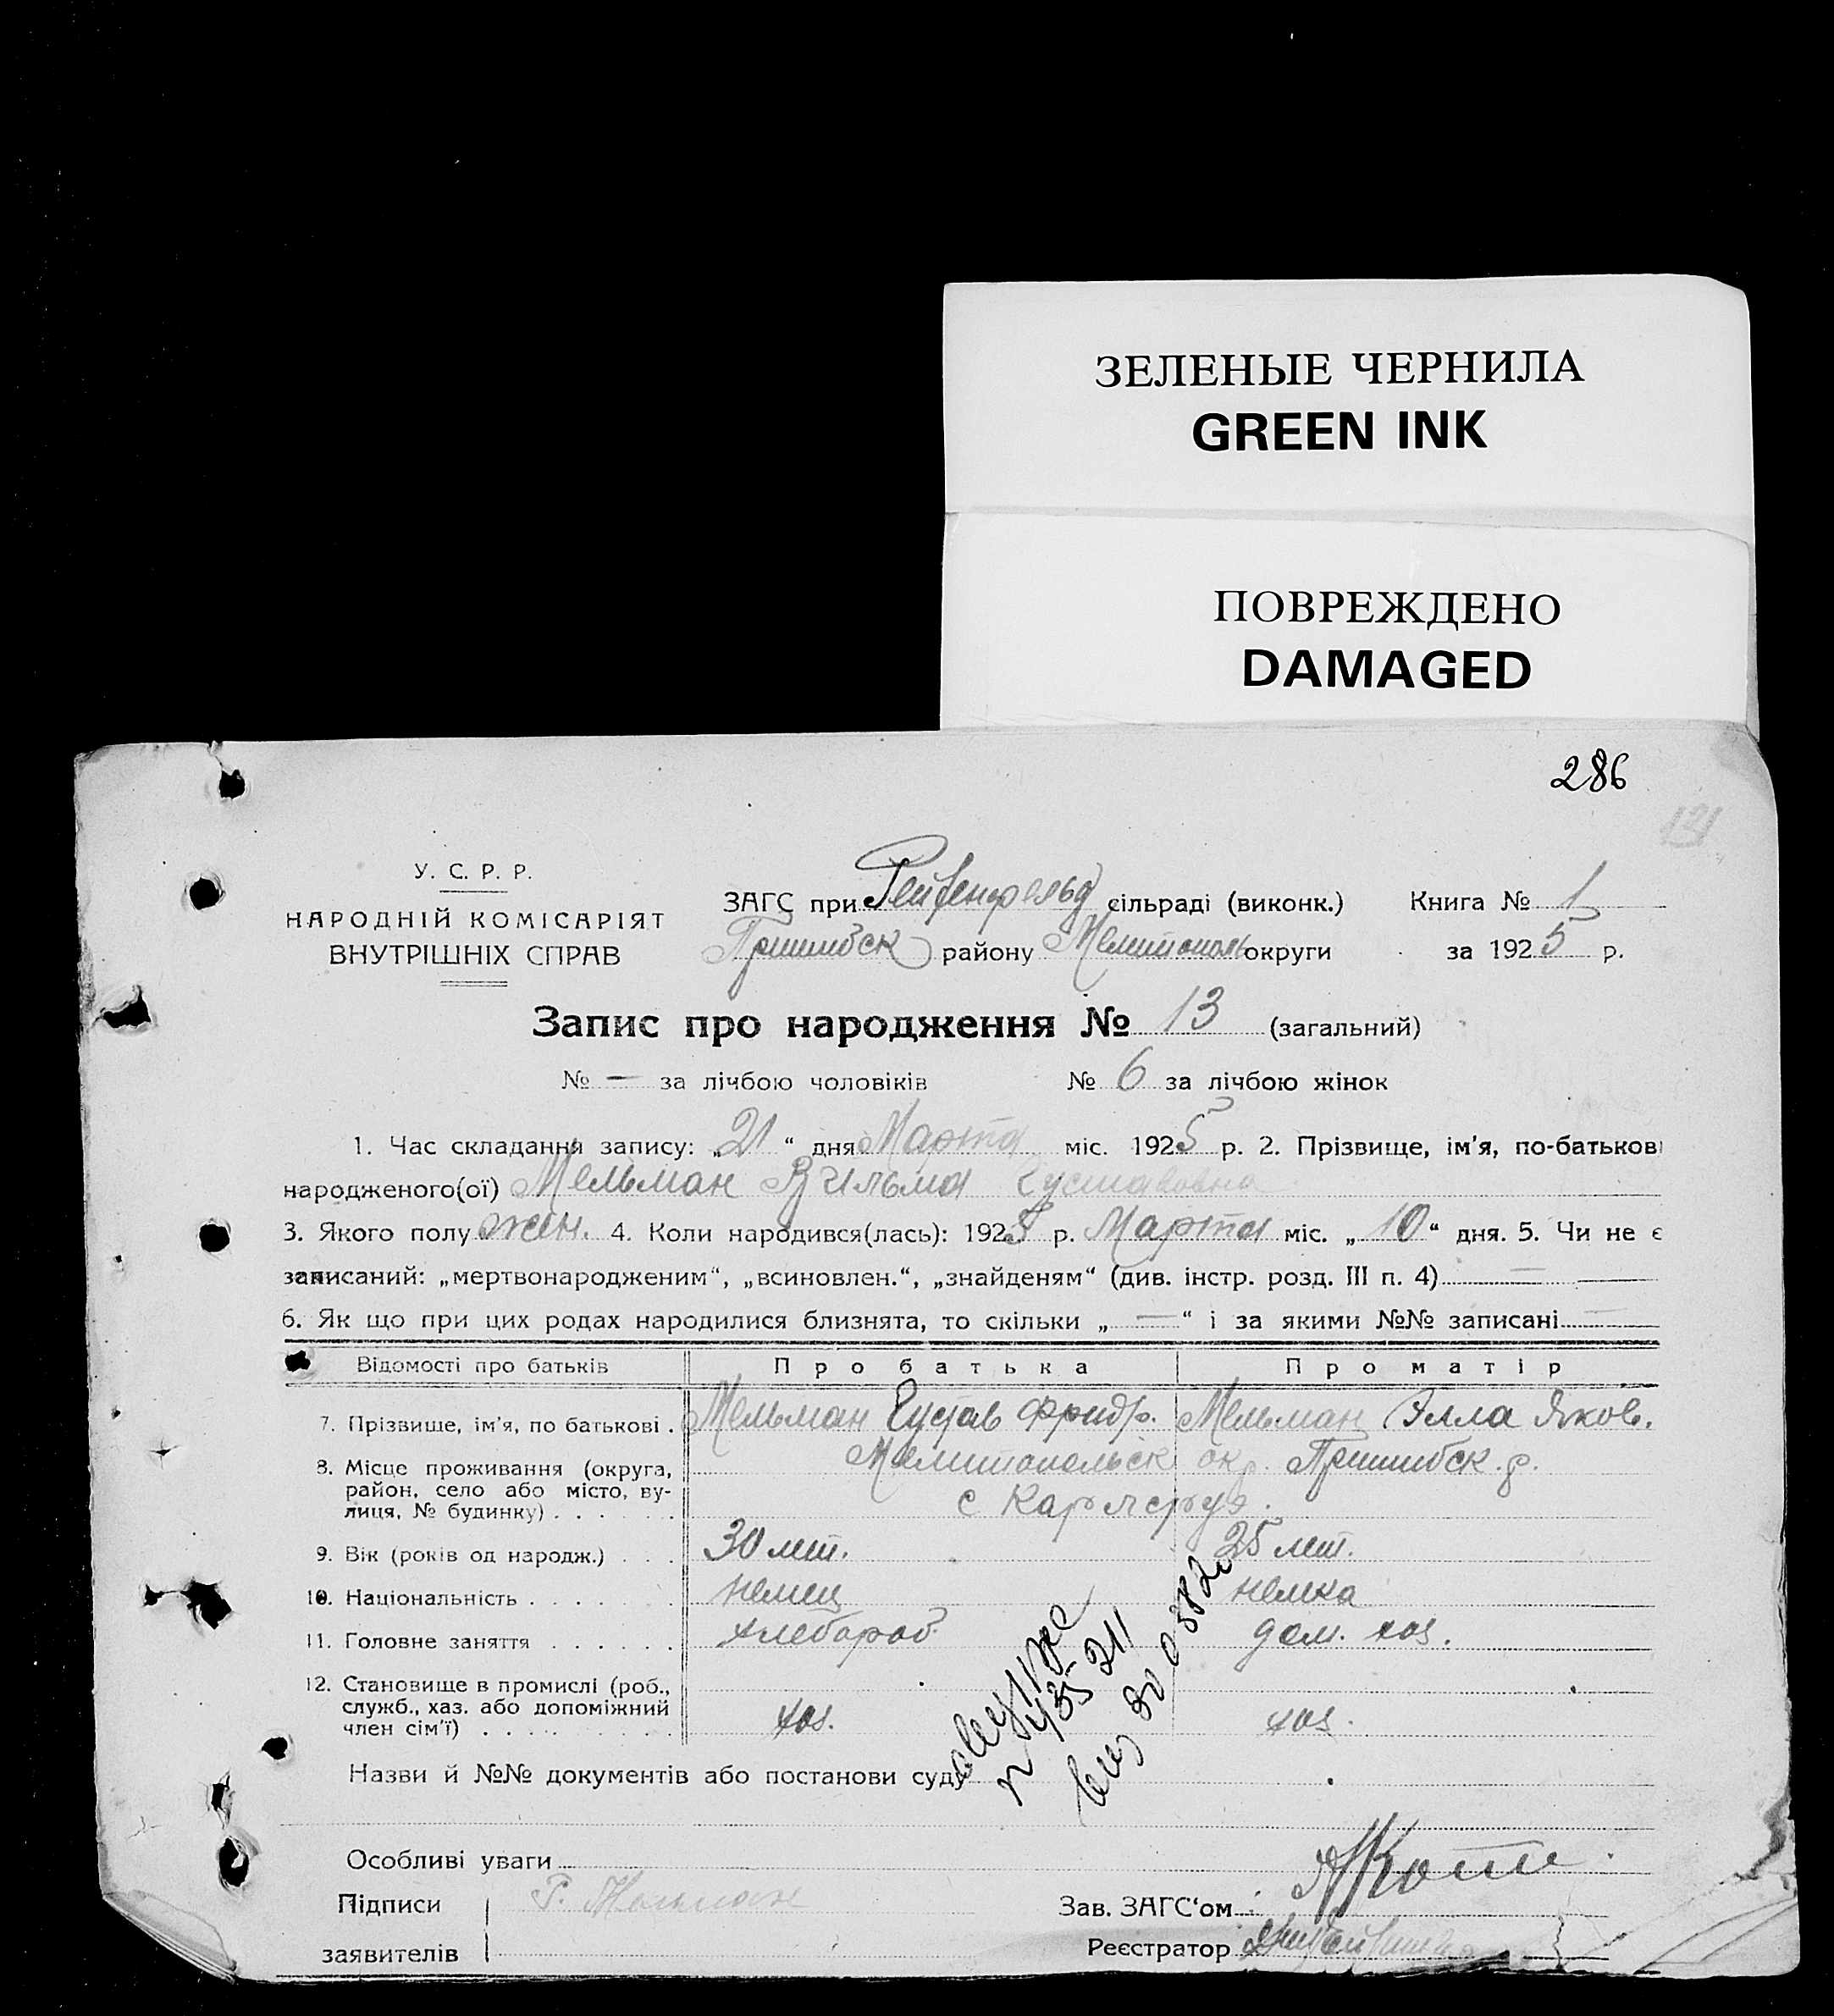 ЗЕЛЕНЫЕ ЧЕРНИЛА
GREEN INK
ПОВРЕЖДЕНО
DAMAGED
286
131
У. С. Р. Р.
НАРОДНІЙ КОМІСАРІЯТ
ВНУТРІШНІХ СПРАВ
ЗАГС при Рейфенфельд сільраді (виконк.) Книга № 1
Пришибск району Мелитополь округи за 1925 р.
Запис про народження № 13 (загальний)
№ — за лічбою чоловіків № 6 за лічбою жінок
1. Час складання запису: „21“ дня Марта міс. 1925 р. 2. Прізвище, ім'я, по-батькові
народженого(ої) Мельман Вильма Густавовна
3. Якого полу жен. 4. Коли народився(лась): 1925 р. Марта міс. „10“ дня. 5. Чи не є
записаний: „мертвонародженим“, „всиновлен.“, „знайденям“ (див. інстр. розд. III п. 4) —
6. Як що при цих родах народилися близнята, то скільки „—“ і за якими №№ записані —
Відомості про батьків Про батька Про матір
7. Прізвище, ім'я, по батькові . Мельман Густав Фридр. Мельман Элла Яков.
8. Місце проживання (округа, район, село або місто, вулиця, № будинку) . . . . . . Мелитопольск окр. Пришибск. р.
с Карлсруэ.
9. Вік (років од народж.) . . . 30 лет. 25 лет.
10. Національність . . . . . . немец немка
11. Головне заняття . . . . . . хлебороб дом. хоз.
12. Становище в промислі (роб., служб., хаз. або допоміжний член сім'ї) . . . . . . . хоз. хоз.
Назви й №№ документів або постанови суду
Особливі уваги
Підписи Г. Мельман
заявителів
Зав. ЗАГС'ом
Реєстратор